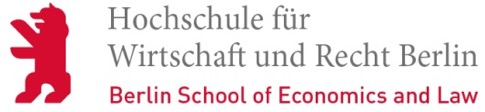 Hochschule für
Wirtschaft und Recht Berlin
Berlin School of Economics and Law